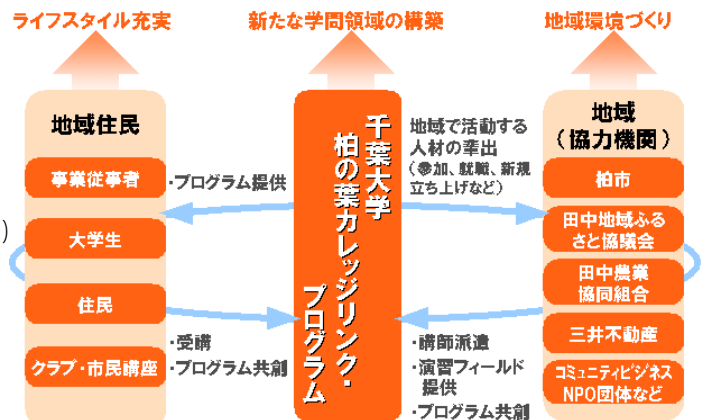 ライフスタイル充実
新たな学問領域の構築
地域環境づくり
地域住民
事業従事者
大学生
住民
クラブ・市民講座
・プログラム提供
・受講
・プログラム共創
千葉大学
柏の葉カレッジリンク・
プログラム
地域で活動する
人材の輩出
(参加、就職、新規
立ち上げなど)
・講師派遣
・演習フィールド
提供
・プログラム共創
地域
(協力機関)
柏市
田中地域ふる
さと協議会
田中農業
協同組合
三井不動産
コミュニティビジネス
NPO団体など
)